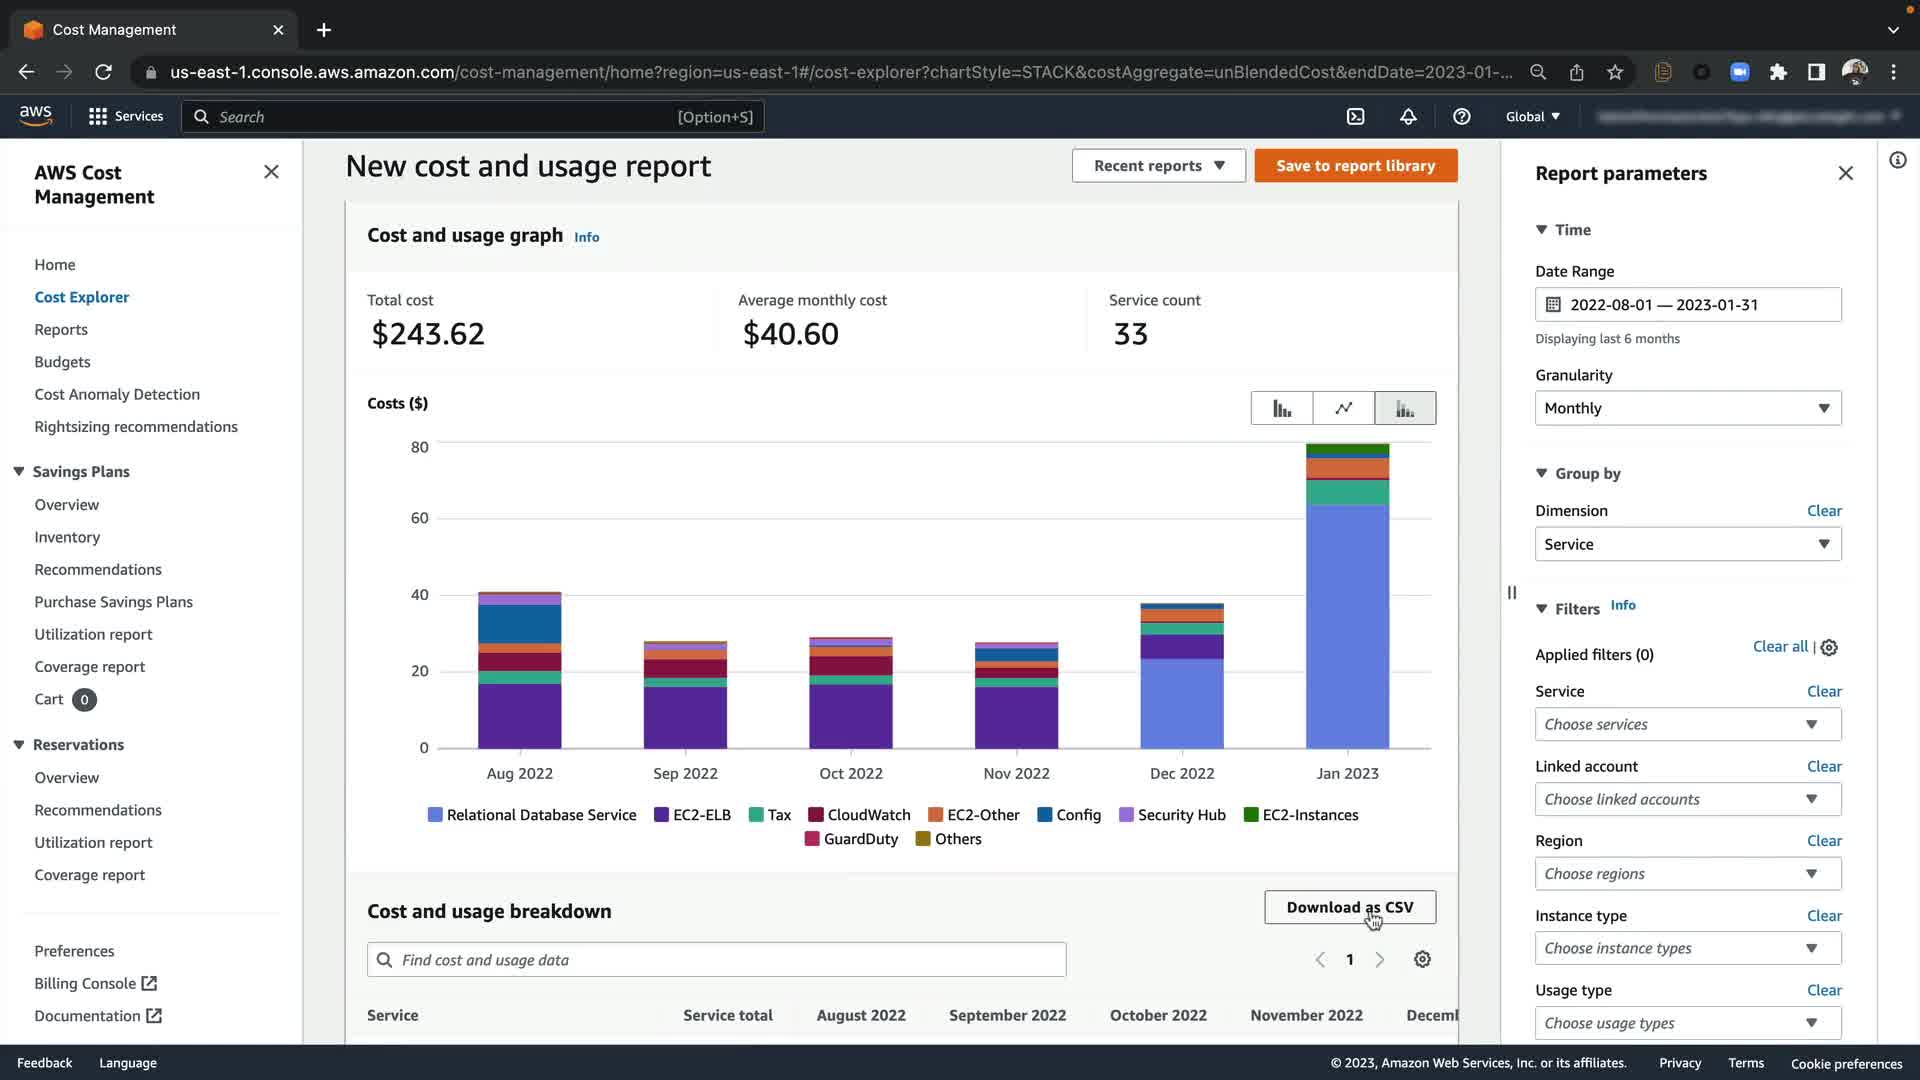 Cost Management
us-east-1.console.aws.amazon.com/cost-management/home?region=us-east-1#/cost-explorer?chartStyle=STACK&costAggregate=unBlendedCost&endDate=2023-01-...
aws
Services
Search
[Option+S]
Global
AWS Cost
Management
Home
Cost Explorer
Reports
Budgets
Cost Anomaly Detection
Rightsizing recommendations
Savings Plans
Overview
Inventory
Recommendations
Purchase Savings Plans
Utilization report
Coverage report
Cart 0
Reservations
Overview
Recommendations
Utilization report
Coverage report
Preferences
Billing Console
Documentation
New cost and usage report
Recent reports
Save to report library
Cost and usage graph Info
Total cost
$243.62
Average monthly cost
$40.60
Service count
33
Costs ($)
80
60
40
20
0
Aug 2022
Sep 2022
Oct 2022
Nov 2022
Dec 2022
Jan 2023
Relational Database Service EC2-ELB Tax CloudWatch EC2-Other Config Security Hub EC2-Instances
GuardDuty Others
Cost and usage breakdown
Download as CSV
Find cost and usage data
1
Service Service total August 2022 September 2022 October 2022 November 2022 Decem
Report parameters
Time
Date Range
2022-08-01 — 2023-01-31
Displaying last 6 months
Granularity
Monthly
Group by
Dimension Clear
Service
Filters Info
Applied filters (0) Clear all |
Service Clear
Choose services
Linked account Clear
Choose linked accounts
Region Clear
Choose regions
Instance type Clear
Choose instance types
Usage type Clear
Choose usage types
Feedback Language
© 2023, Amazon Web Services, Inc. or its affiliates. Privacy Terms Cookie preferences